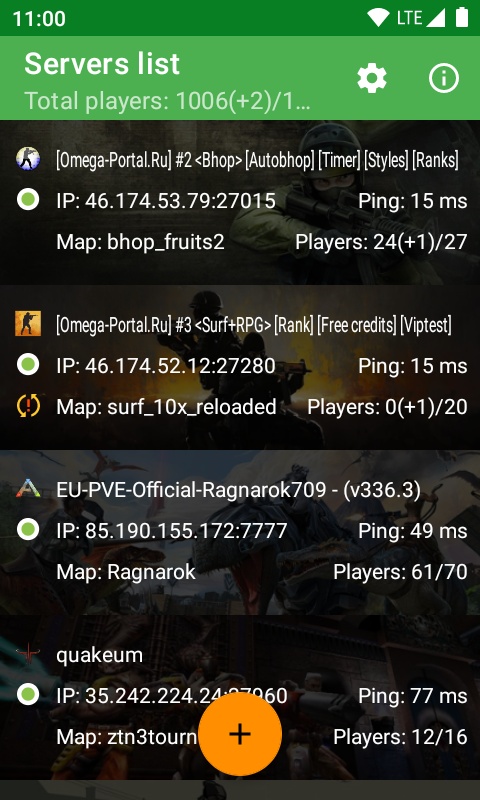 11:00 LTE
Servers list
Total players: 1006(+2)/1…
[Omega-Portal.Ru] #2 <Bhop> [Autobhop] [Timer] [Styles] [Ranks]
IP: 46.174.53.79:27015 Ping: 15 ms
Map: bhop_fruits2 Players: 24(+1)/27
[Omega-Portal.Ru] #3 <Surf+RPG> [Rank] [Free credits] [Viptest]
IP: 46.174.52.12:27280 Ping: 15 ms
Map: surf_10x_reloaded Players: 0(+1)/20
EU-PVE-Official-Ragnarok709 - (v336.3)
IP: 85.190.155.172:7777 Ping: 49 ms
Map: Ragnarok Players: 61/70
quakeum
IP: 35.242.224.24:27960 Ping: 77 ms
Map: ztn3tourn Players: 12/16